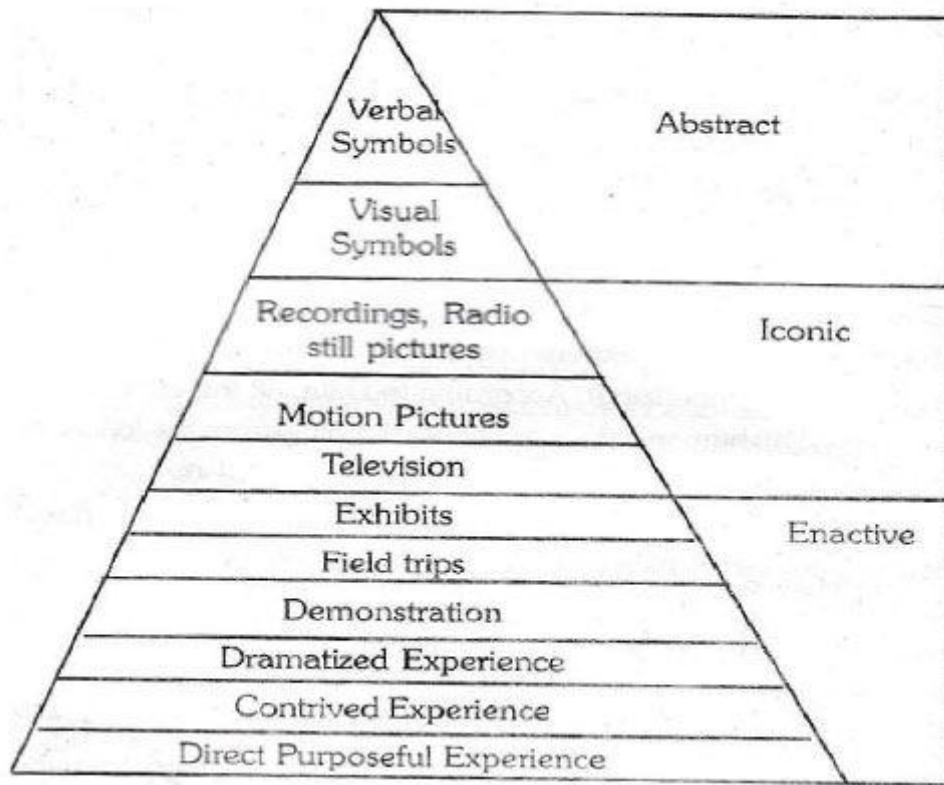 Verbal
Symbols
Abstract
Visual
Symbols
Recordings, Radio
still pictures
Iconic
Motion Pictures
Television
Exhibits
Enactive
Field trips
Demonstration
Dramatized Experience
Contrived Experience
Direct Purposeful Experience